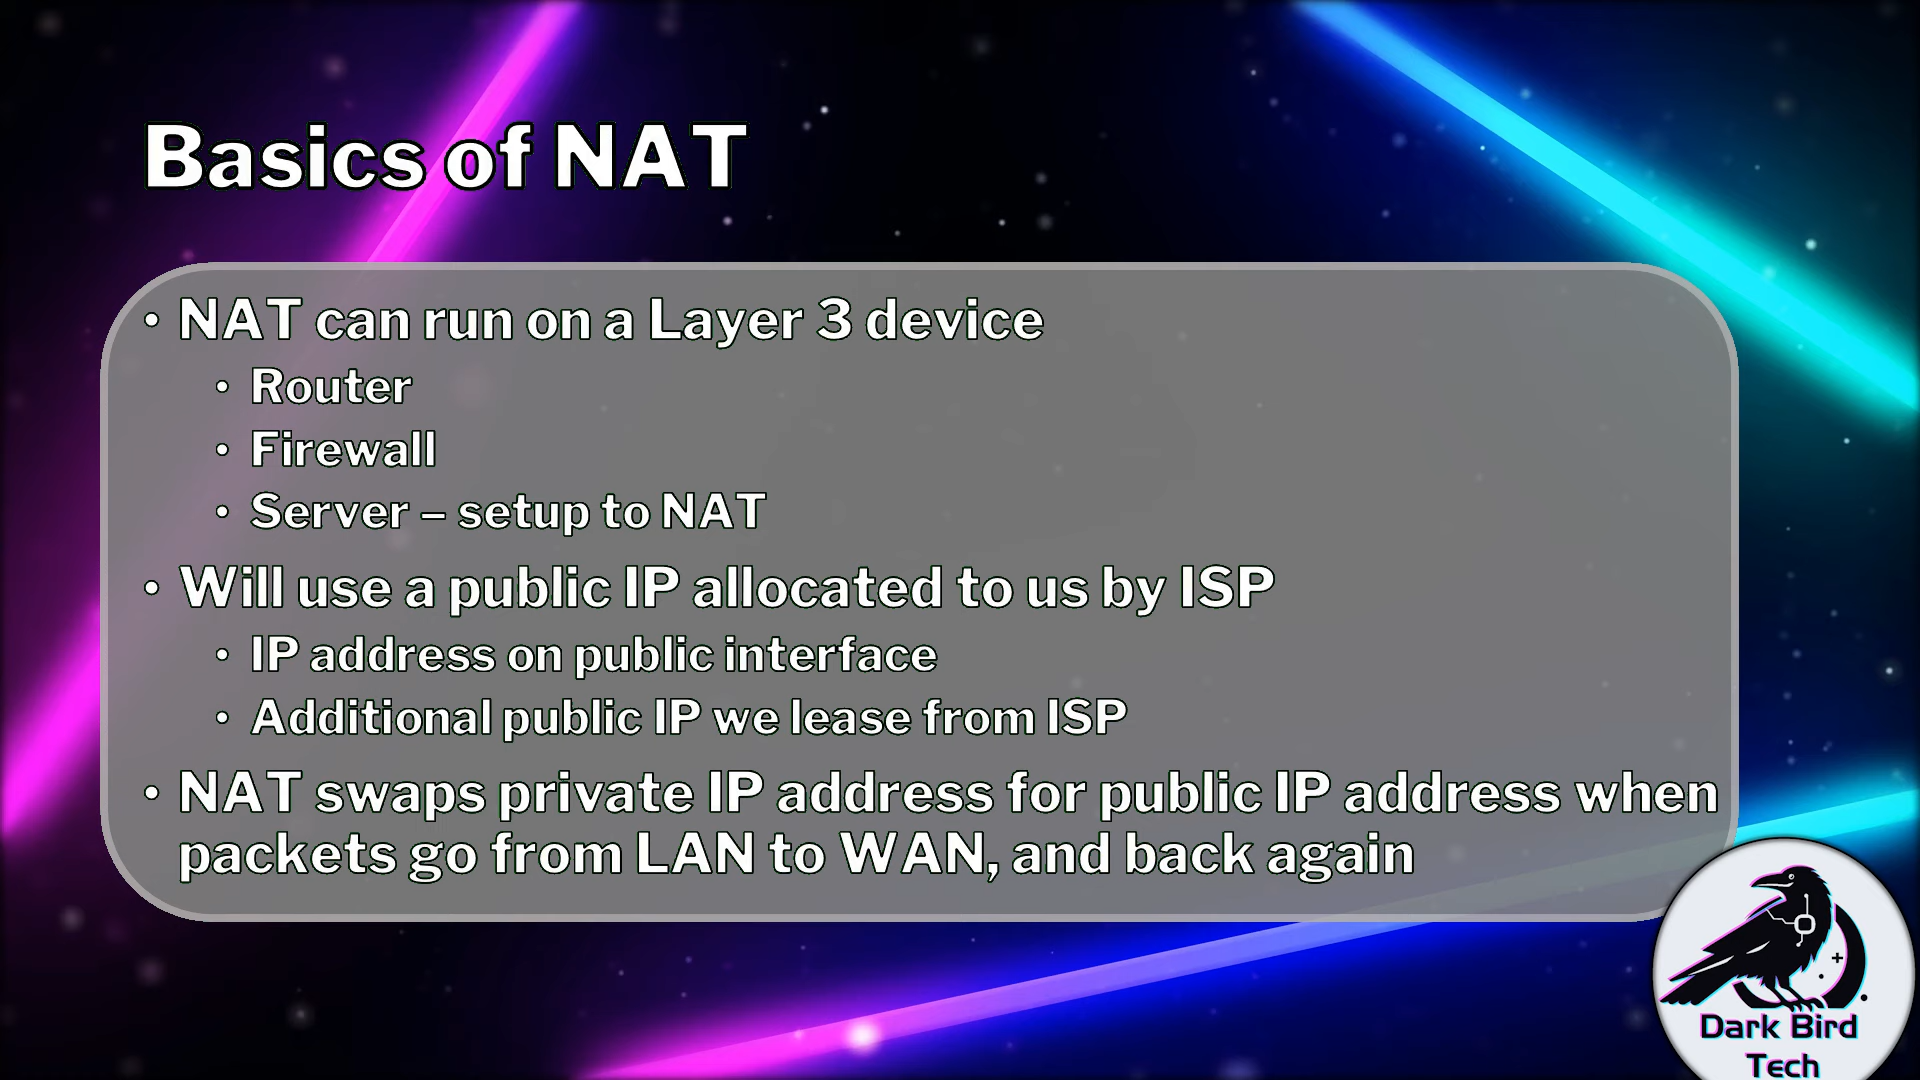 Basics of NAT
• NAT can run on a Layer 3 device
• Router
• Firewall
• Server – setup to NAT
• Will use a public IP allocated to us by ISP
• IP address on public interface
• Additional public IP we lease from ISP
• NAT swaps private IP address for public IP address when
packets go from LAN to WAN, and back again
Dark Bird
Tech